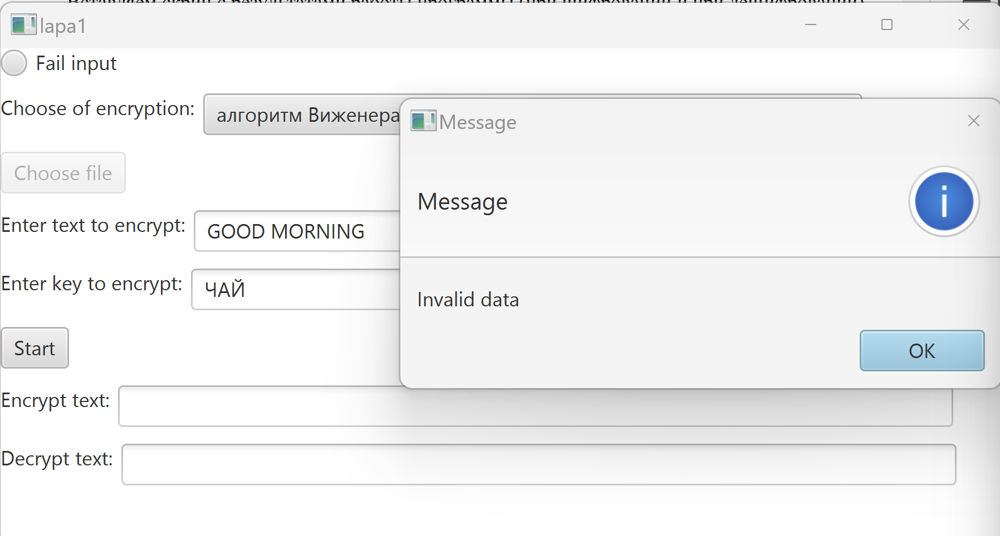 lapa1
Fail input
Choose of encryption: алгоритм Виженера
Message
Choose file
Message
Enter text to encrypt: GOOD MORNING
Enter key to encrypt: ЧАЙ
Invalid data
Start
OK
Encrypt text:
Decrypt text: